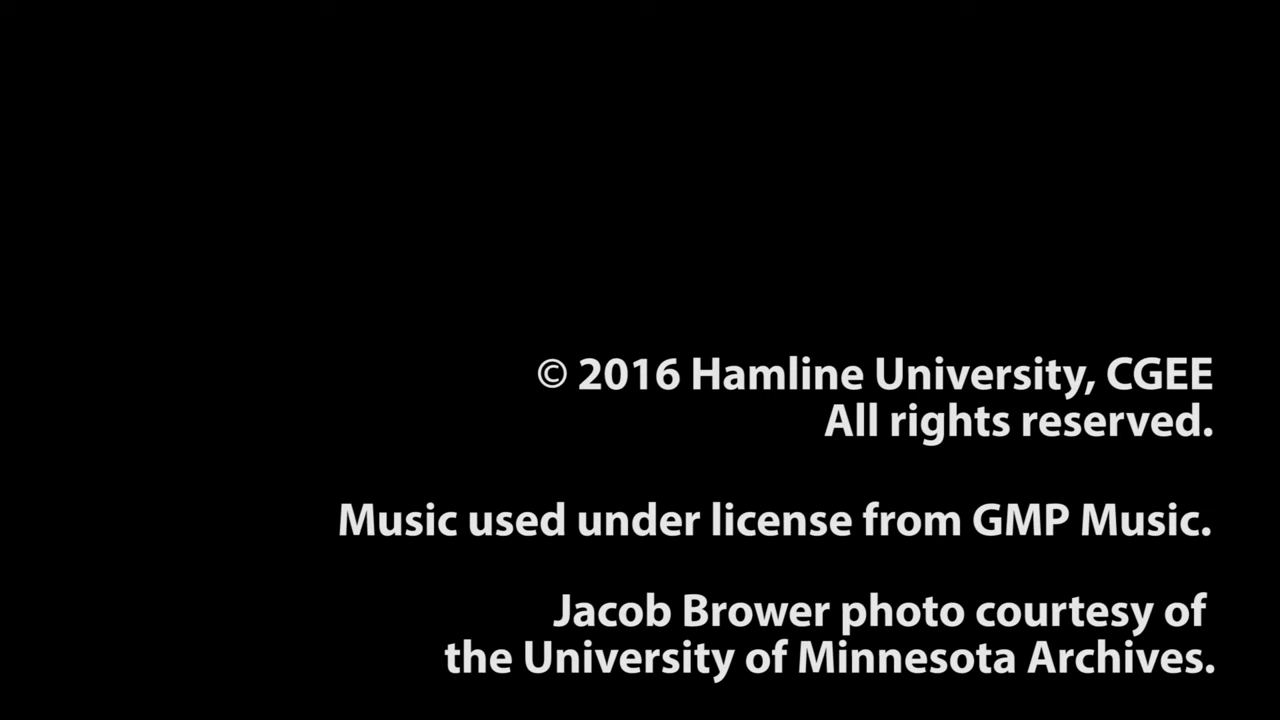 © 2016 Hamline University, CGEE
All rights reserved.
Music used under license from GMP Music.
Jacob Brower photo courtesy of
the University of Minnesota Archives.